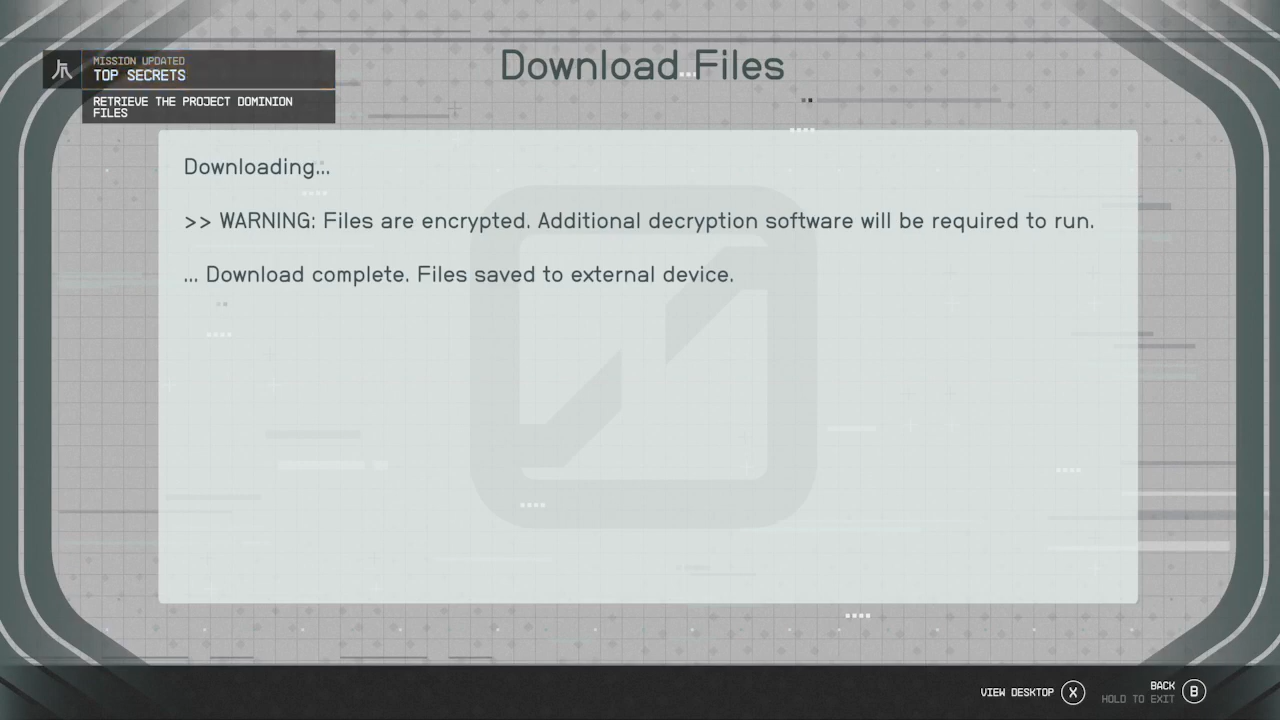 MISSION UPDATED
TOP SECRETS
RETRIEVE THE PROJECT DOMINION
FILES
Download Files
Downloading...
>> WARNING: Files are encrypted. Additional decryption software will be required to run.
... Download complete. Files saved to external device.
VIEW DESKTOP X
BACK B
HOLD TO EXIT